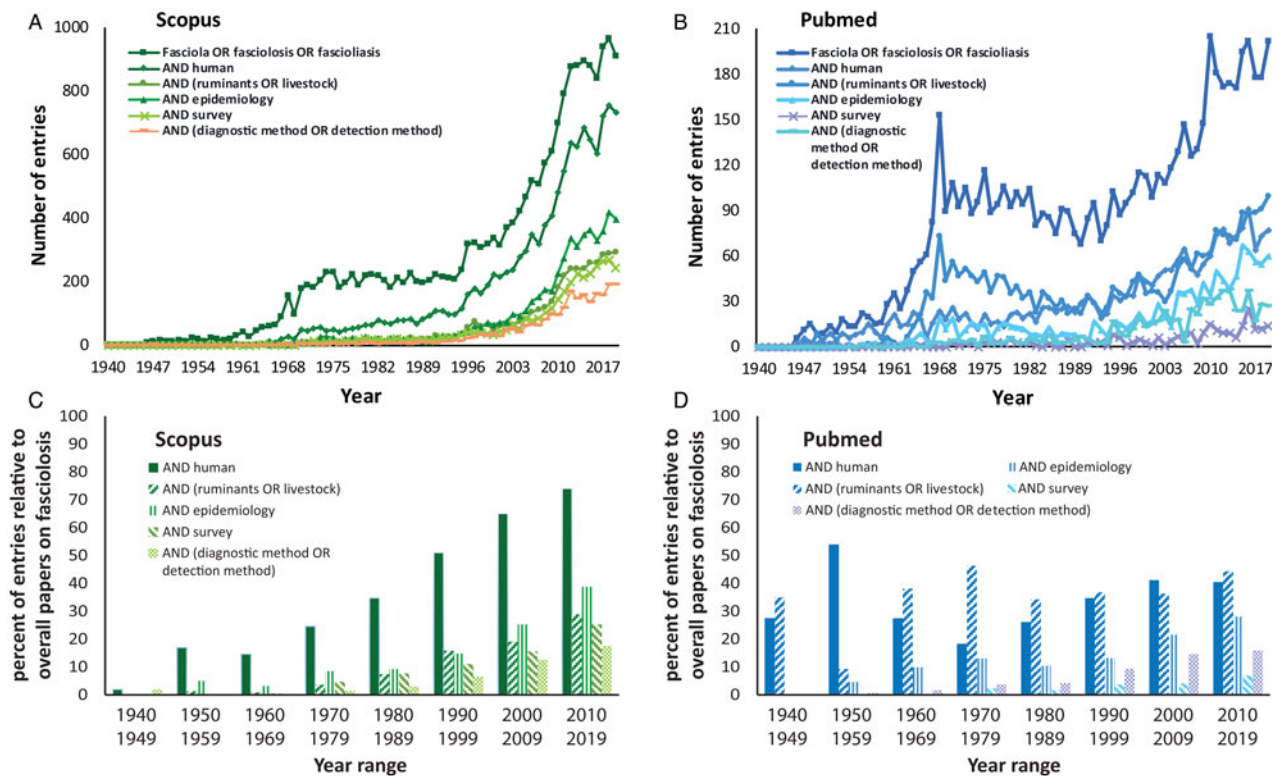 A
Scopus
1000
800
600
400
200
0
Number of entries
Fasciola OR fasciolosis OR fascioliasis
AND human
AND (ruminants OR livestock)
AND epidemiology
AND survey
AND (diagnostic method OR detection method)
1940 1947 1954 1961 1968 1975 1982 1989 1996 2003 2010 2017
Year
B
Pubmed
210
180
150
120
90
60
30
0
Number of entries
Fasciola OR fasciolosis OR fascioliasis
AND human
AND (ruminants OR livestock)
AND epidemiology
AND survey
AND (diagnostic
method OR
detection method)
1940 1947 1954 1961 1968 1975 1982 1989 1996 2003 2010 2017
Year
C
Scopus
100
90
80
70
60
50
40
30
20
10
0
percent of entries relative to
overall papers on fasciolosis
AND human
AND (ruminants OR livestock)
AND epidemiology
AND survey
AND (diagnostic method OR
detection method)
1940 1950 1960 1970 1980 1990 2000 2010
1949 1959 1969 1979 1989 1999 2009 2019
Year range
D
Pubmed
100
90
80
70
60
50
40
30
20
10
0
percent of entries relative to
overall papers on fasciolosis
AND human
AND epidemiology
AND (ruminants OR livestock)
AND survey
AND (diagnostic method OR detection method)
1940 1950 1960 1970 1980 1990 2000 2010
1949 1959 1969 1979 1989 1999 2009 2019
Year range